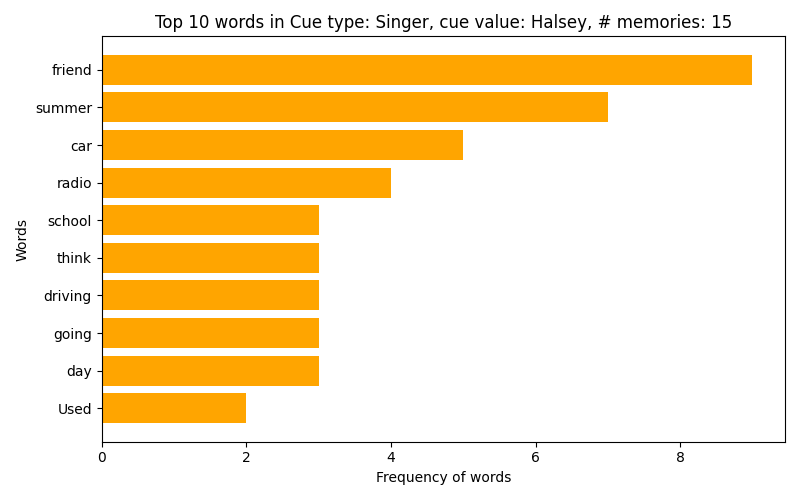 Top 10 words in Cue type: Singer, cue value: Halsey, # memories: 15
friend
summer
car
radio
school
think
driving
going
day
Used
Words
0 2 4 6 8
Frequency of words